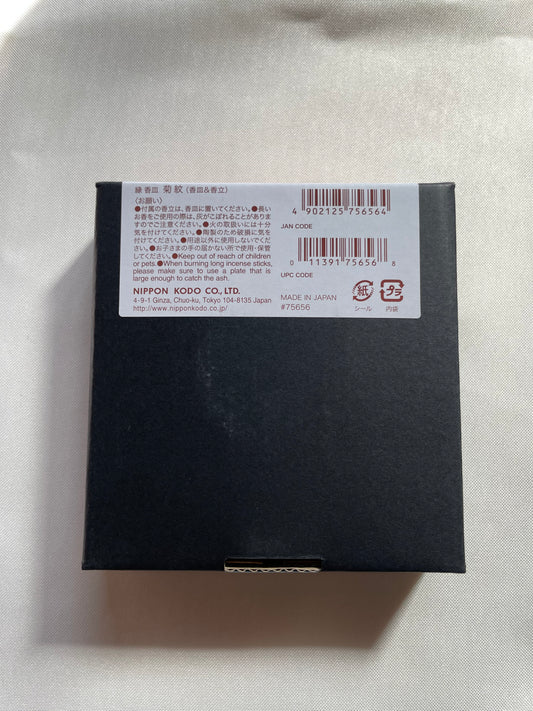 縁 香皿 菊紋 (香皿&香立)
〈お願い〉
●付属の香立は、香皿に置いてください。●長い
お香をご使用の際は、灰がこぼれることがありま
すのでご注意ください。●火の取扱いには十分
気を付けてください。●陶製のため破損に気を
付けてください。●用途以外に使用しないでくだ
さい。●お子さまの手の届かない所で使用・保管
してください。●Keep out of reach of children
or pets.●When burning long incense sticks,
please make sure to use a plate that is
large enough to catch the ash.
NIPPON KODO CO., LTD.
4-9-1 Ginza, Chuo-ku, Tokyo 104-8135 Japan
http://www.nipponkodo.co.jp/
4 902125 756564
JAN CODE
0 11391 75656 8
UPC CODE
MADE IN JAPAN
#75656
紙
シール
プラ
内袋